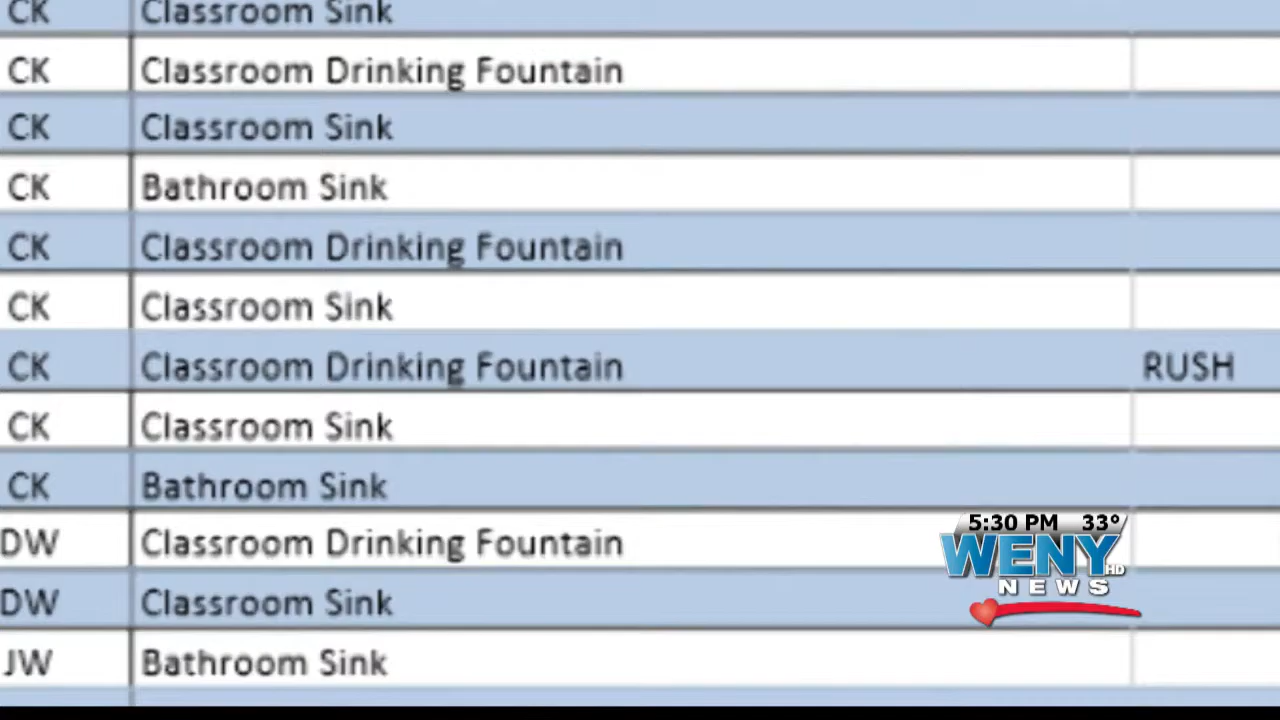 CK Classroom Sink
CK Classroom Drinking Fountain
CK Classroom Sink
CK Bathroom Sink
CK Classroom Drinking Fountain
CK Classroom Sink
CK Classroom Drinking Fountain RUSH
CK Classroom Sink
CK Bathroom Sink
DW Classroom Drinking Fountain
DW Classroom Sink
JW Bathroom Sink
5:30 PM 33°
WENY HD
NEWS